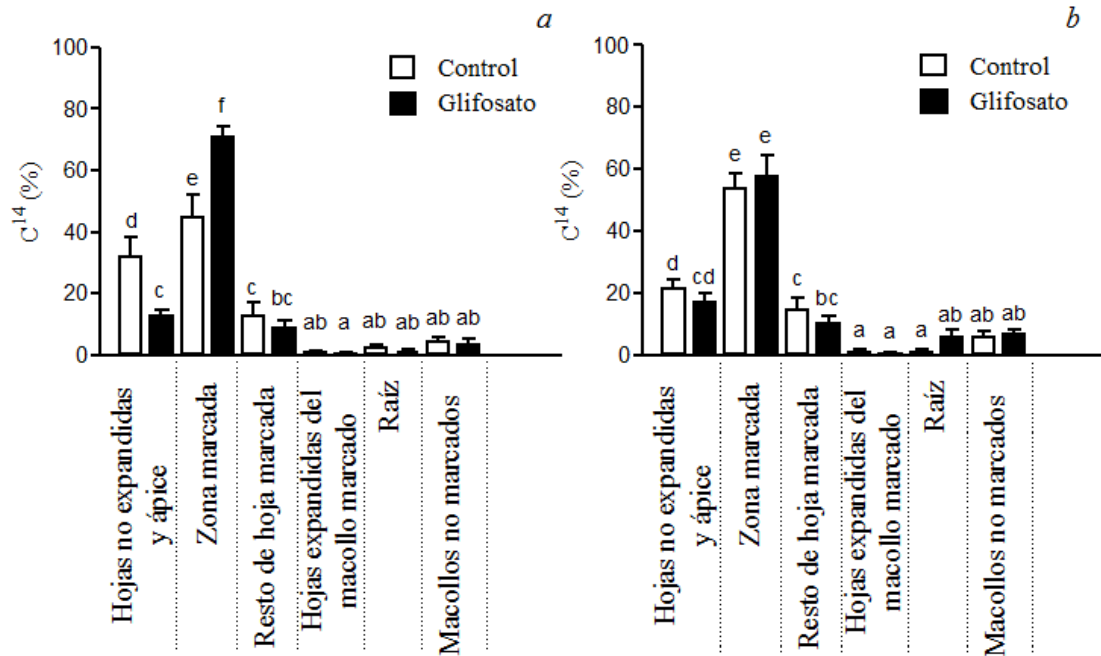 a
100
80
60
40
20
0
C¹⁴ (%)
Control
Glifosato
d
c
e
f
c
bc
ab
a
ab
ab
ab
ab
Hojas no expandidas
y ápice
Zona marcada
Resto de hoja marcada
Hojas expandidas del
macollo marcado
Raíz
Macollos no marcados
b
100
80
60
40
20
0
C¹⁴ (%)
Control
Glifosato
d
cd
e
e
c
bc
a
a
a
ab
ab
ab
Hojas no expandidas
y ápice
Zona marcada
Resto de hoja marcada
Hojas expandidas del
macollo marcado
Raíz
Macollos no marcados